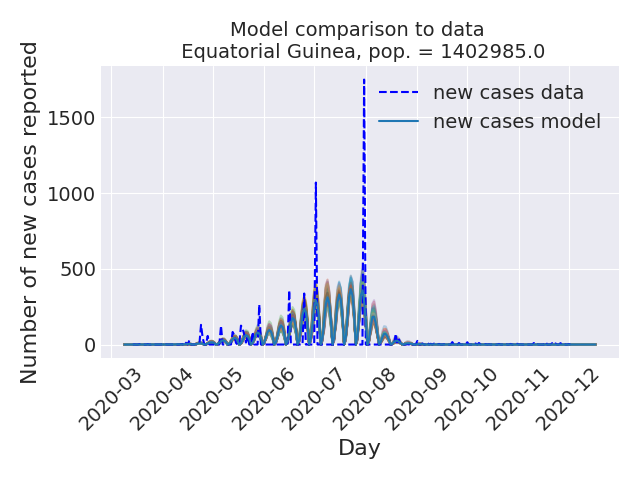 Model comparison to data
Equatorial Guinea, pop. = 1402985.0
new cases data
new cases model
Number of new cases reported
1500
1000
500
0
2020-03
2020-04
2020-05
2020-06
2020-07
2020-08
2020-09
2020-10
2020-11
2020-12
Day